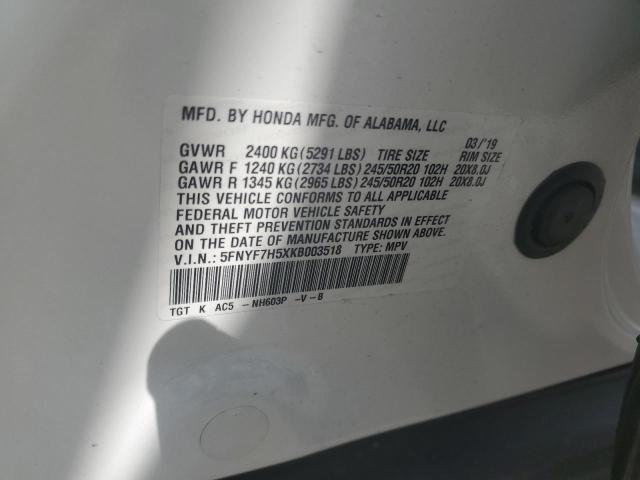 MFD. BY HONDA MFG. OF ALABAMA, LLC
03/'19
GVWR 2400 KG (5291 LBS) TIRE SIZE RIM SIZE
GAWR F 1240 KG (2734 LBS) 245/50R20 102H 20X8.0J
GAWR R 1345 KG (2965 LBS) 245/50R20 102H 20X8.0J
THIS VEHICLE CONFORMS TO ALL APPLICABLE
FEDERAL MOTOR VEHICLE SAFETY
AND THEFT PREVENTION STANDARDS IN EFFECT
ON THE DATE OF MANUFACTURE SHOWN ABOVE.
V.I.N.: 5FNYF7H5XKB003518 TYPE: MPV
TGT K AC5 -NH603P -V-B